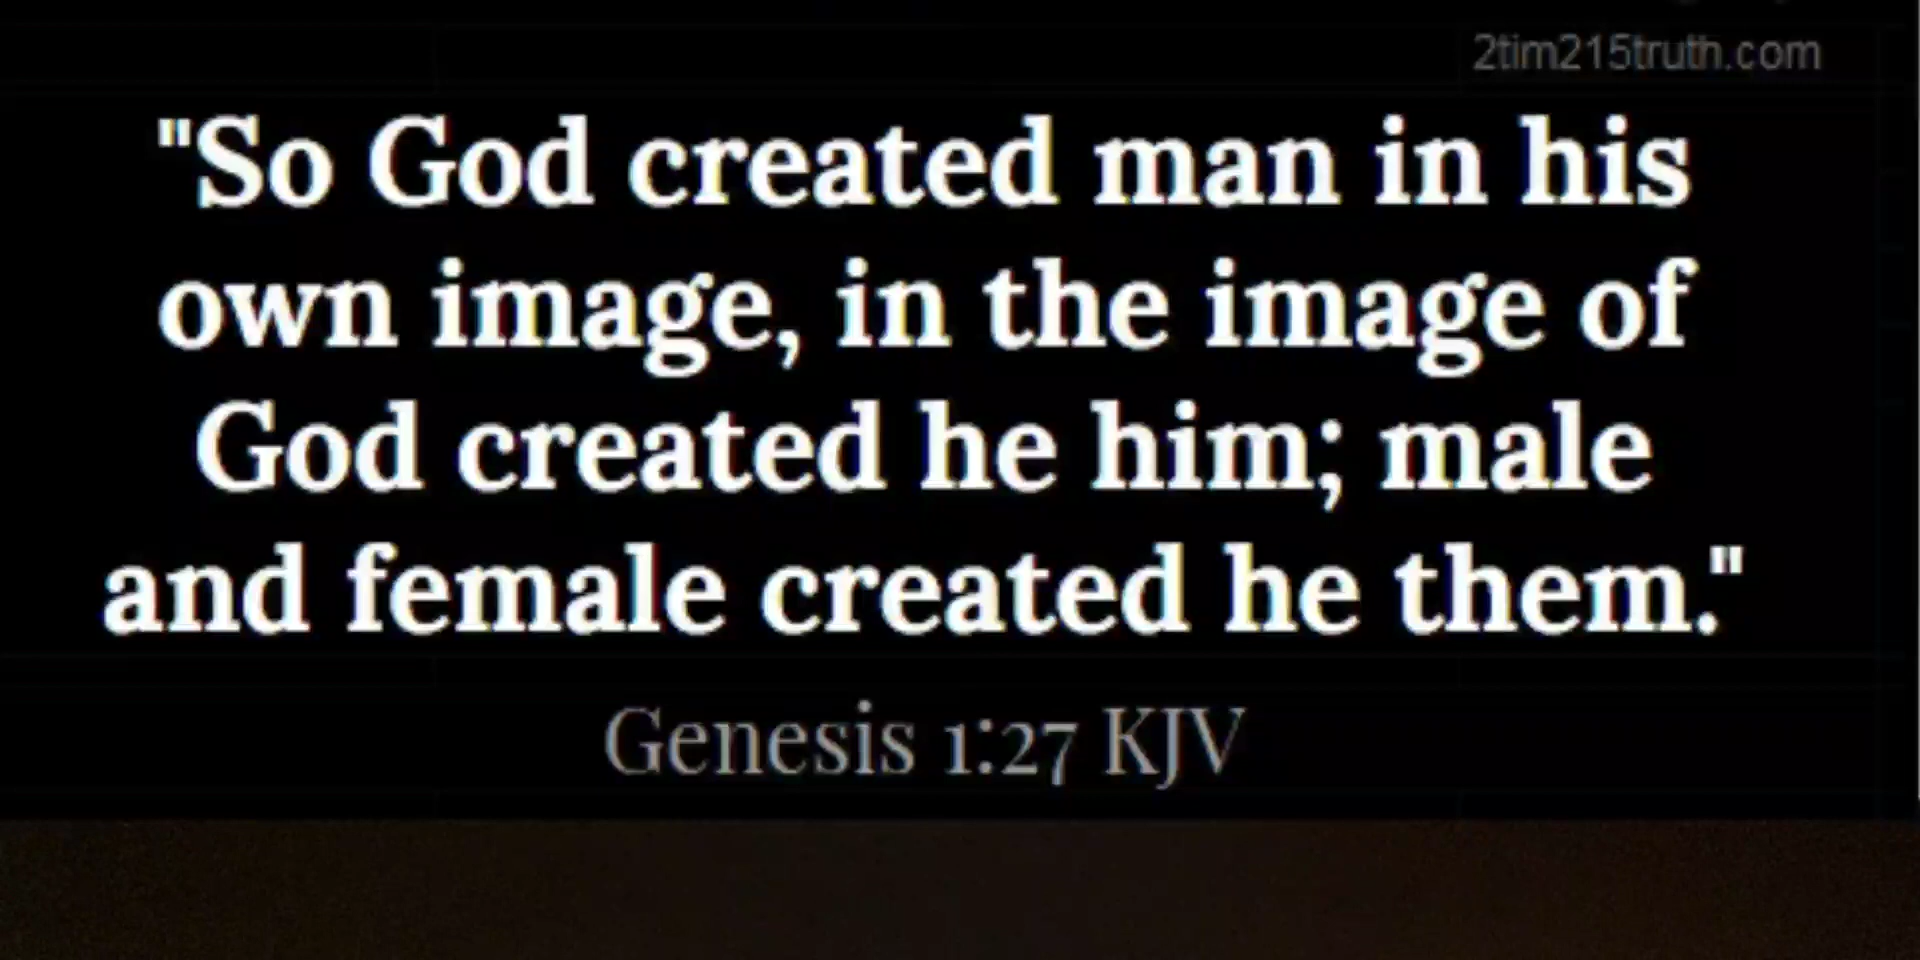 2tim215truth.com
"So God created man in his
own image, in the image of
God created he him; male
and female created he them."
Genesis 1:27 KJV